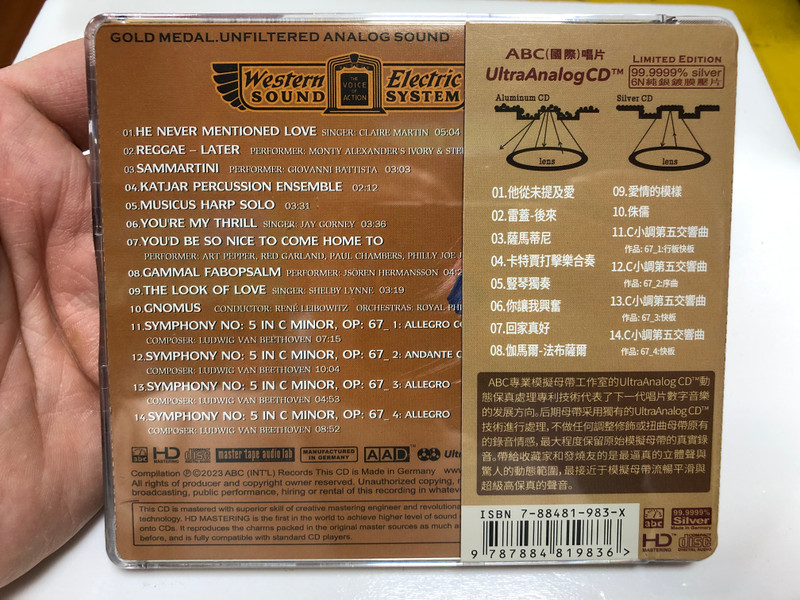 GOLD MEDAL.UNFILTERED ANALOG SOUND
Western Electric
SOUND SYSTEM
THE VOICE OF ACTION
01.HE NEVER MENTIONED LOVE SINGER: CLAIRE MARTIN 05:04
02.REGGAE – LATER PERFORMER: MONTY ALEXANDER'S IVORY & STE
03.SAMMARTINI PERFORMER: GIOVANNI BATTISTA 03:03
04.KATJAR PERCUSSION ENSEMBLE 02:12
05.MUSICUS HARP SOLO 03:31
06.YOU'RE MY THRILL SINGER: JAY GORNEY 03:36
07.YOU'D BE SO NICE TO COME HOME TO
PERFORMER: ART PEPPER, RED GARLAND, PAUL CHAMBERS, PHILLY JOE J
08.GAMMAL FABOPSALM PERFORMER: JSÖREN HERMANSSON 04:2
09.THE LOOK OF LOVE SINGER: SHELBY LYNNE 03:19
10.GNOMUS CONDUCTOR: RENÉ LEIBOWITZ ORCHESTRAS: ROYAL PHI
11.SYMPHONY NO: 5 IN C MINOR, OP: 67_ 1: ALLEGRO CO
COMPOSER: LUDWIG VAN BEETHOVEN 07:15
12.SYMPHONY NO: 5 IN C MINOR, OP: 67_ 2: ANDANTE C
COMPOSER: LUDWIG VAN BEETHOVEN 10:04
13.SYMPHONY NO: 5 IN C MINOR, OP: 67_ 3: ALLEGRO
COMPOSER: LUDWIG VAN BEETHOVEN 04:53
14.SYMPHONY NO: 5 IN C MINOR, OP: 67_ 4: ALLEGRO
COMPOSER: LUDWIG VAN BEETHOVEN 08:52
abc HD MASTERING disc master tape audio lab MANUFACTURED IN GERMANY AAD Ultr
Compilation ℗©2023 ABC (INT'L) Records This CD is Made in Germany ww
All rights of producer and copyright owner reserved. Unauthorized copying,
broadcasting, public performance, hiring or rental of this recording in whatev
This CD is mastered with superior skill of creative mastering engineer and revolutiona
technology. HD MASTERING is the first in the world to achieve higher level of sound
onto CDs. It reproduces the charms packed in the original master sources as much a
before, and is fully compatible with standard CD players.
ABC(國際)唱片
UltraAnalogCD™
LIMITED EDITION
99.9999% silver
6N純銀鍍膜壓片
Aluminum CD
Silver CD
lens
lens
01.他從未提及愛
02.雷蓋-後來
03.薩馬蒂尼
04.卡特賈打擊樂合奏
05.豎琴獨奏
06.你讓我興奮
07.回家真好
08.伽馬爾-法布薩爾
09.愛情的模樣
10.侏儒
11.C小調第五交響曲
作品: 67_1:行板快板
12.C小調第五交響曲
作品: 67_2:序曲
13.C小調第五交響曲
作品: 67_3:快板
14.C小調第五交響曲
作品: 67_4:快板
ABC專業模擬母帶工作室的UltraAnalog CD™動
態保真處理專利技術代表了下一代唱片數字音樂
的发展方向。后期母帶采用獨有的UltraAnalog CD™
技術進行處理,不做任何調整修飾或扭曲母帶原有
的錄音情感,最大程度保留原始模擬母帶的真實錄
音。帶給收藏家和發燒友的是最逼真的立體聲與
驚人的動態範圍,最接近于模擬母帶流暢平滑與
超級高保真的聲音。
ISBN 7-88481-983-X
9 787884 819836 >
abc 99.9999% Silver Made in Germany
HD™ MASTERING disc DIGITAL AUDIO